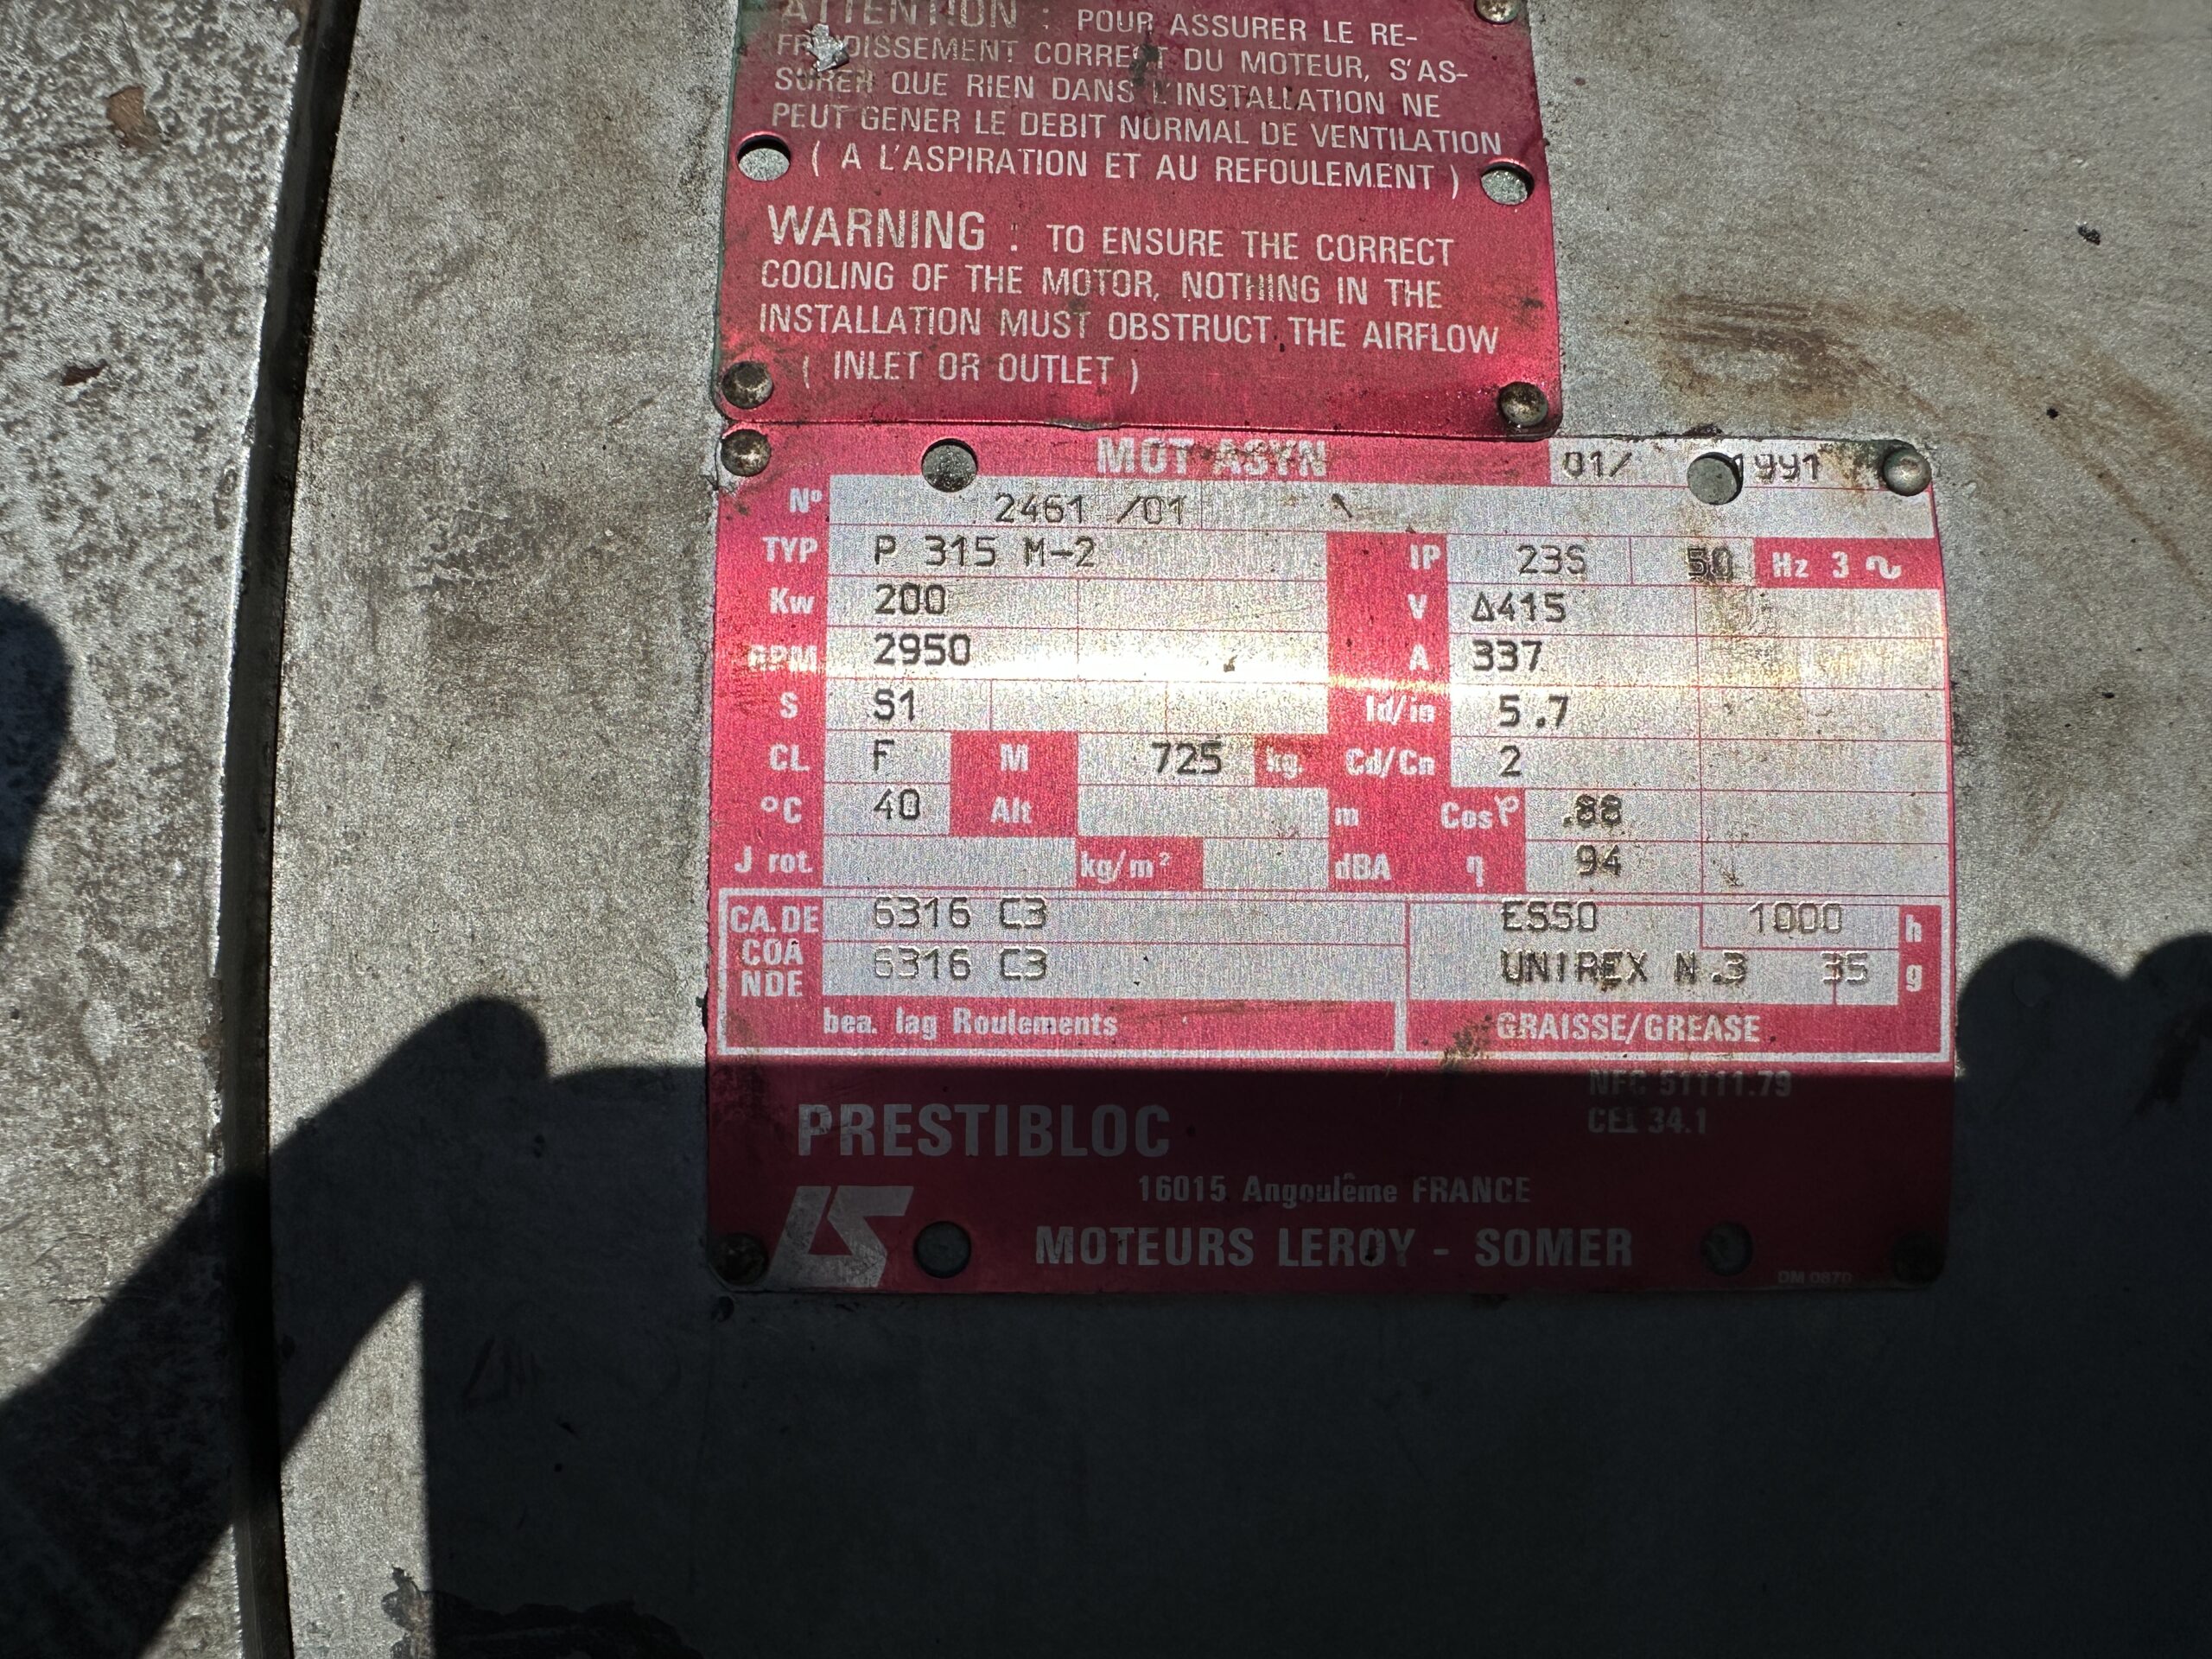 ATTENTION : POUR ASSURER LE RE-
FROIDISSEMENT CORRECT DU MOTEUR, S'AS-
SURER QUE RIEN DANS L'INSTALLATION NE
PEUT GENER LE DEBIT NORMAL DE VENTILATION
( A L'ASPIRATION ET AU REFOULEMENT )
WARNING : TO ENSURE THE CORRECT
COOLING OF THE MOTOR, NOTHING IN THE
INSTALLATION MUST OBSTRUCT THE AIRFLOW
( INLET OR OUTLET )
MOT ASYN 01/ 1991
Nº 2461 /01
TYP P 315 M-2 IP 23S 50 Hz 3 ∿
Kw 200 V Δ415
RPM 2950 A 337
S S1 Id/in 5.7
CL F M 725 kg. Cd/Cn 2
°C 40 Alt m Cosφ .88
J rot. kg/m² dBA η 94
CA.DE 6316 C3 ESSO 1000 h
COA
NDE 6316 C3 UNIREX N.3 35 g
bea. lag Roulements GRAISSE/GREASE
NFC 51111.79
PRESTIBLOC CEI 34.1
16015 Angoulême FRANCE
LS MOTEURS LEROY - SOMER
DM 0870